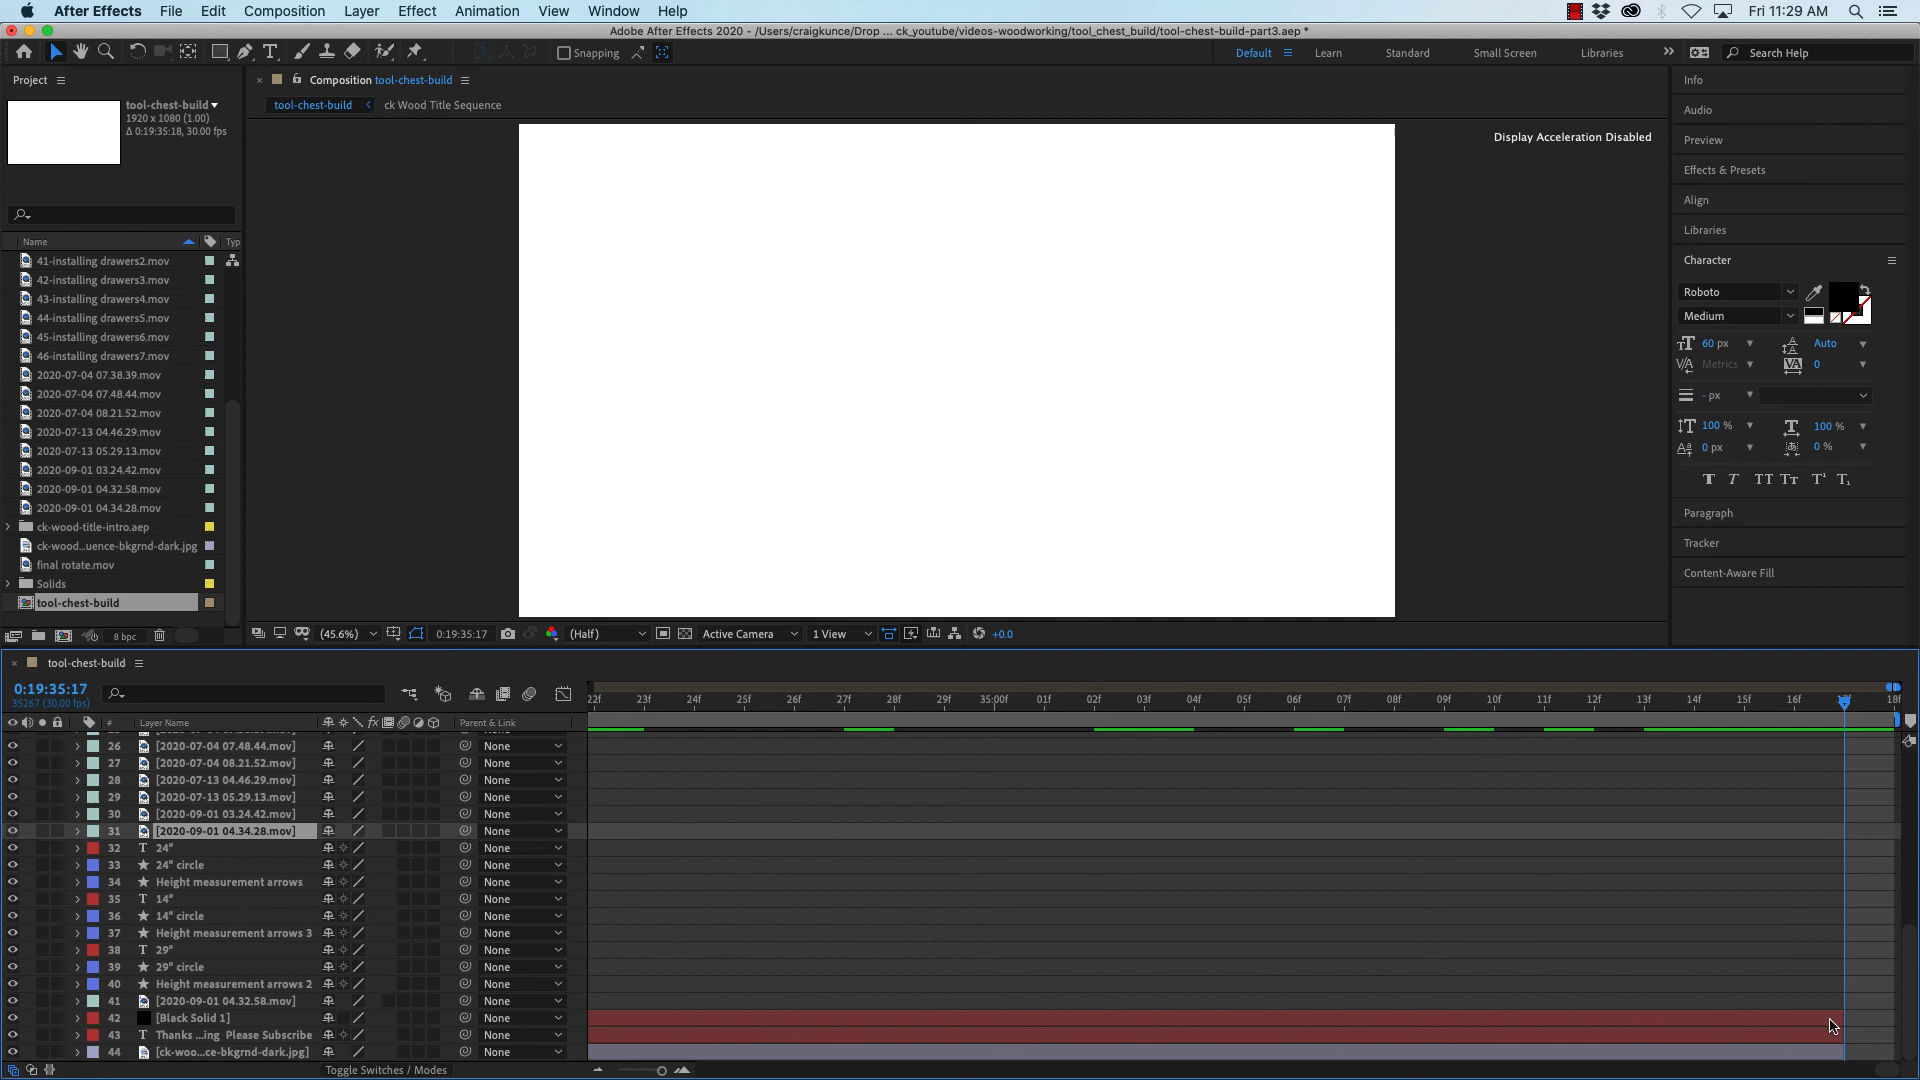 After Effects File Edit Composition Layer Effect Animation View Window Help
Fri 11:29 AM
Adobe After Effects 2020 - /Users/craigkunce/Drop ... ck_youtube/videos-woodworking/tool_chest_build/tool-chest-build-part3.aep *
Snapping
Default Learn Standard Small Screen Libraries Search Help
Project
Composition tool-chest-build
tool-chest-build
ck Wood Title Sequence
tool-chest-build
1920 x 1080 (1.00)
Δ 0:19:35:18, 30.00 fps
Display Acceleration Disabled
Info
Audio
Preview
Effects & Presets
Align
Libraries
Character
Roboto
Medium
60 px Auto
Metrics 0
- px
100 % 100 %
0 px 0 %
T T TT Tt T¹ T₁
Paragraph
Tracker
Content-Aware Fill
Name Typ
41-installing drawers2.mov
42-installing drawers3.mov
43-installing drawers4.mov
44-installing drawers5.mov
45-installing drawers6.mov
46-installing drawers7.mov
2020-07-04 07.38.39.mov
2020-07-04 07.48.44.mov
2020-07-04 08.21.52.mov
2020-07-13 04.46.29.mov
2020-07-13 05.29.13.mov
2020-09-01 03.24.42.mov
2020-09-01 04.32.58.mov
2020-09-01 04.34.28.mov
ck-wood-title-intro.aep
ck-wood...uence-bkgrnd-dark.jpg
final rotate.mov
Solids
tool-chest-build
8 bpc
(45.6%) 0:19:35:17 (Half) Active Camera 1 View +0.0
tool-chest-build
0:19:35:17
35267 (30.00 fps)
22f 23f 24f 25f 26f 27f 28f 29f 35:00f 01f 02f 03f 04f 05f 06f 07f 08f 09f 10f 11f 12f 13f 14f 15f 16f 18f
# Layer Name fx Parent & Link
26 [2020-07-04 07.48.44.mov] None
27 [2020-07-04 08.21.52.mov] None
28 [2020-07-13 04.46.29.mov] None
29 [2020-07-13 05.29.13.mov] None
30 [2020-09-01 03.24.42.mov] None
31 [2020-09-01 04.34.28.mov] None
32 T 24" None
33 24" circle None
34 Height measurement arrows None
35 T 14" None
36 14" circle None
37 Height measurement arrows 3 None
38 T 29" None
39 29" circle None
40 Height measurement arrows 2 None
41 [2020-09-01 04.32.58.mov] None
42 [Black Solid 1] None
43 T Thanks ...ing Please Subscribe None
44 [ck-woo...ce-bkgrnd-dark.jpg] None
Toggle Switches / Modes